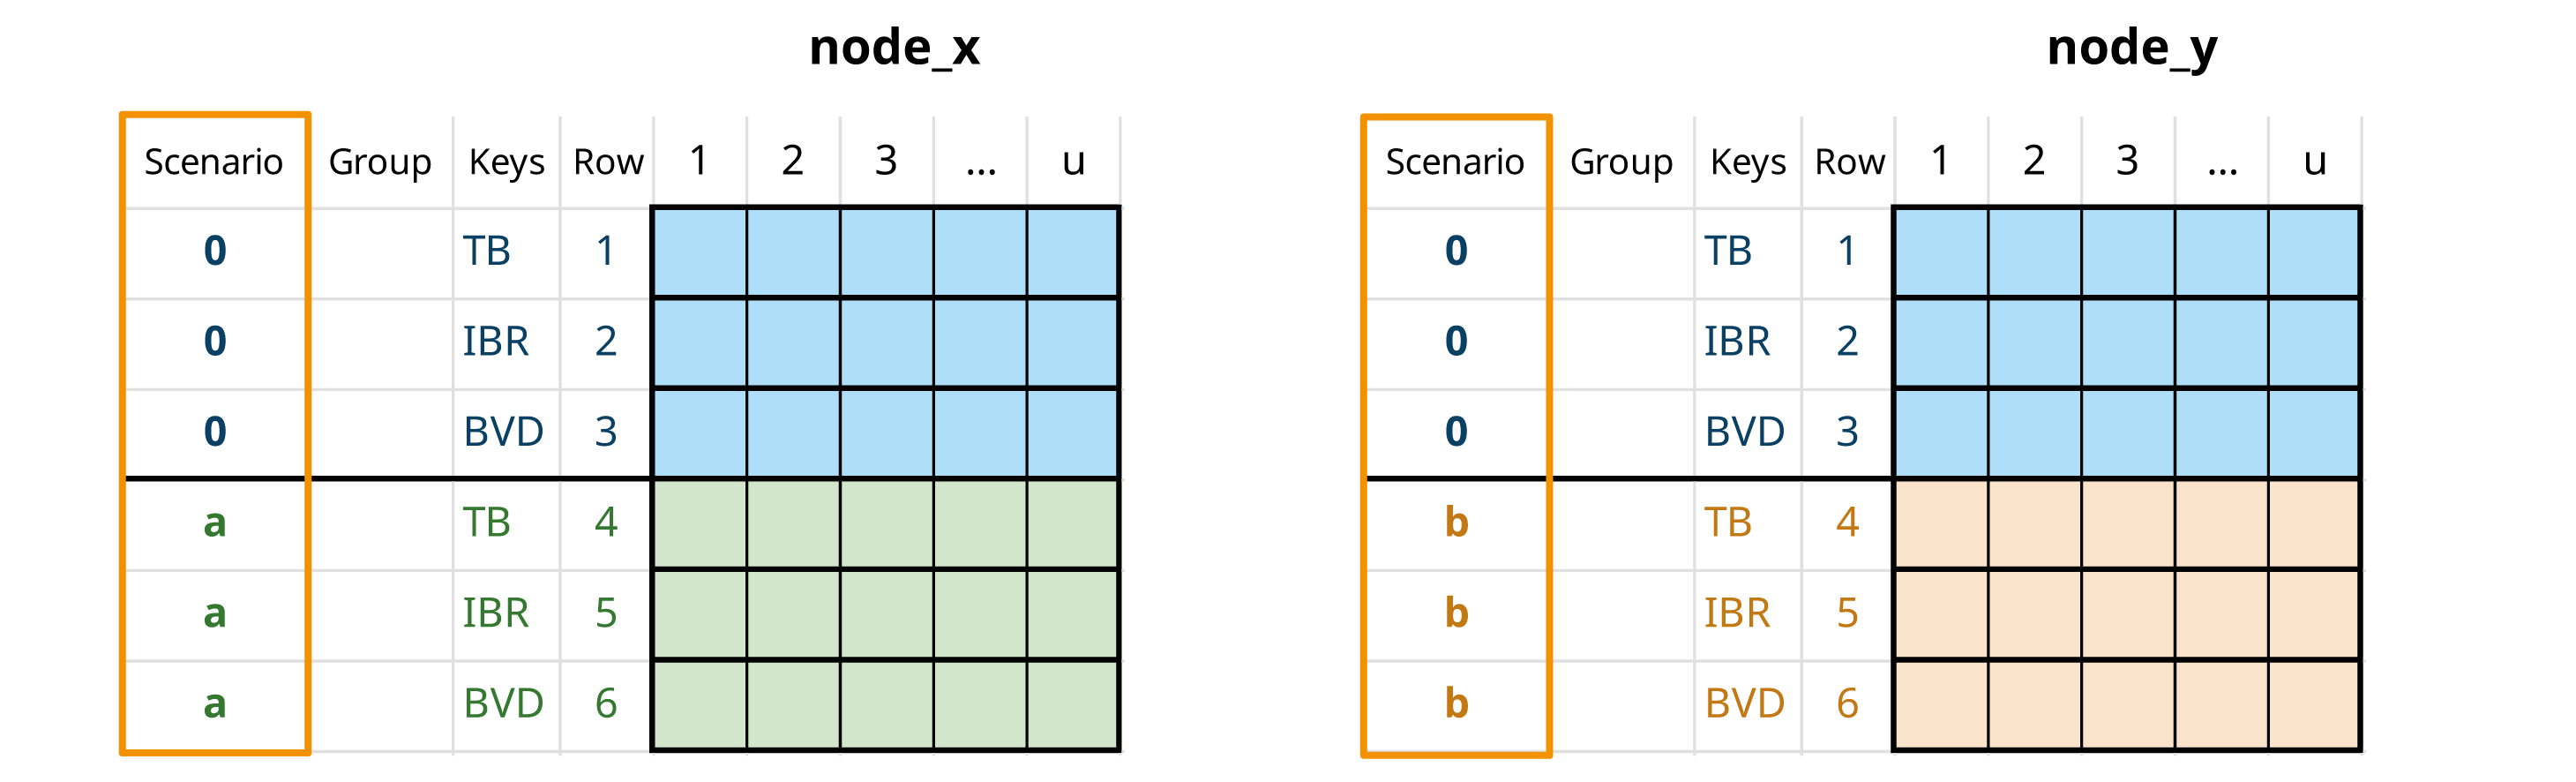 node_x
Scenario Group Keys Row 1 2 3 ... u
0 TB 1
0 IBR 2
0 BVD 3
a TB 4
a IBR 5
a BVD 6
node_y
Scenario Group Keys Row 1 2 3 ... u
0 TB 1
0 IBR 2
0 BVD 3
b TB 4
b IBR 5
b BVD 6